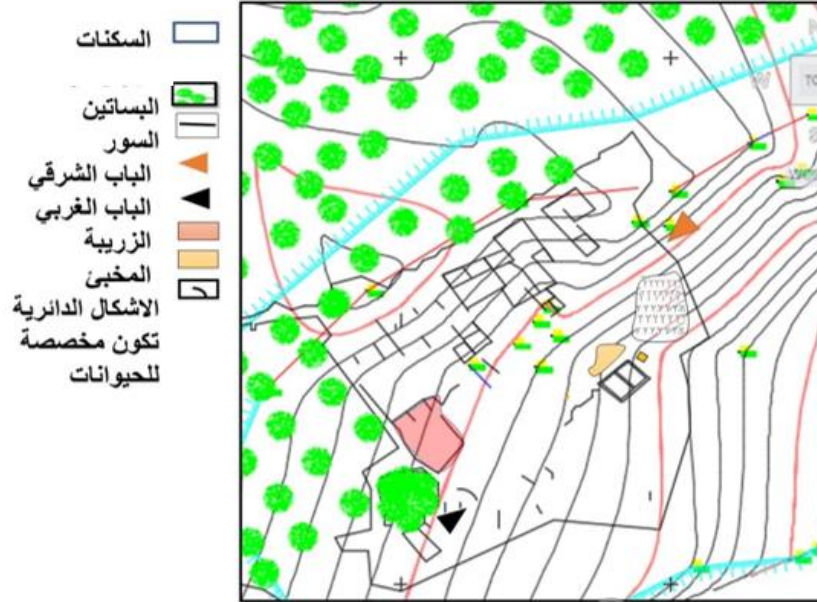 السكنات
البساتين
السور
الباب الشرقي
الباب الغربي
الزريبة
المخبئ
الاشكال الدائرية
تكون مخصصة
للحيوانات